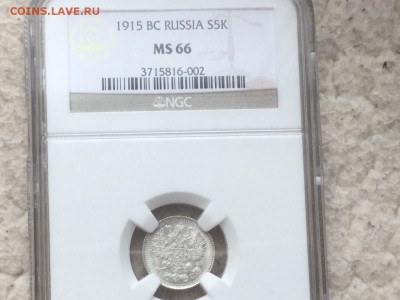 COINS.LAVE.RU
1915 BC RUSSIA S5K
MS 66
3715816-002
NGC